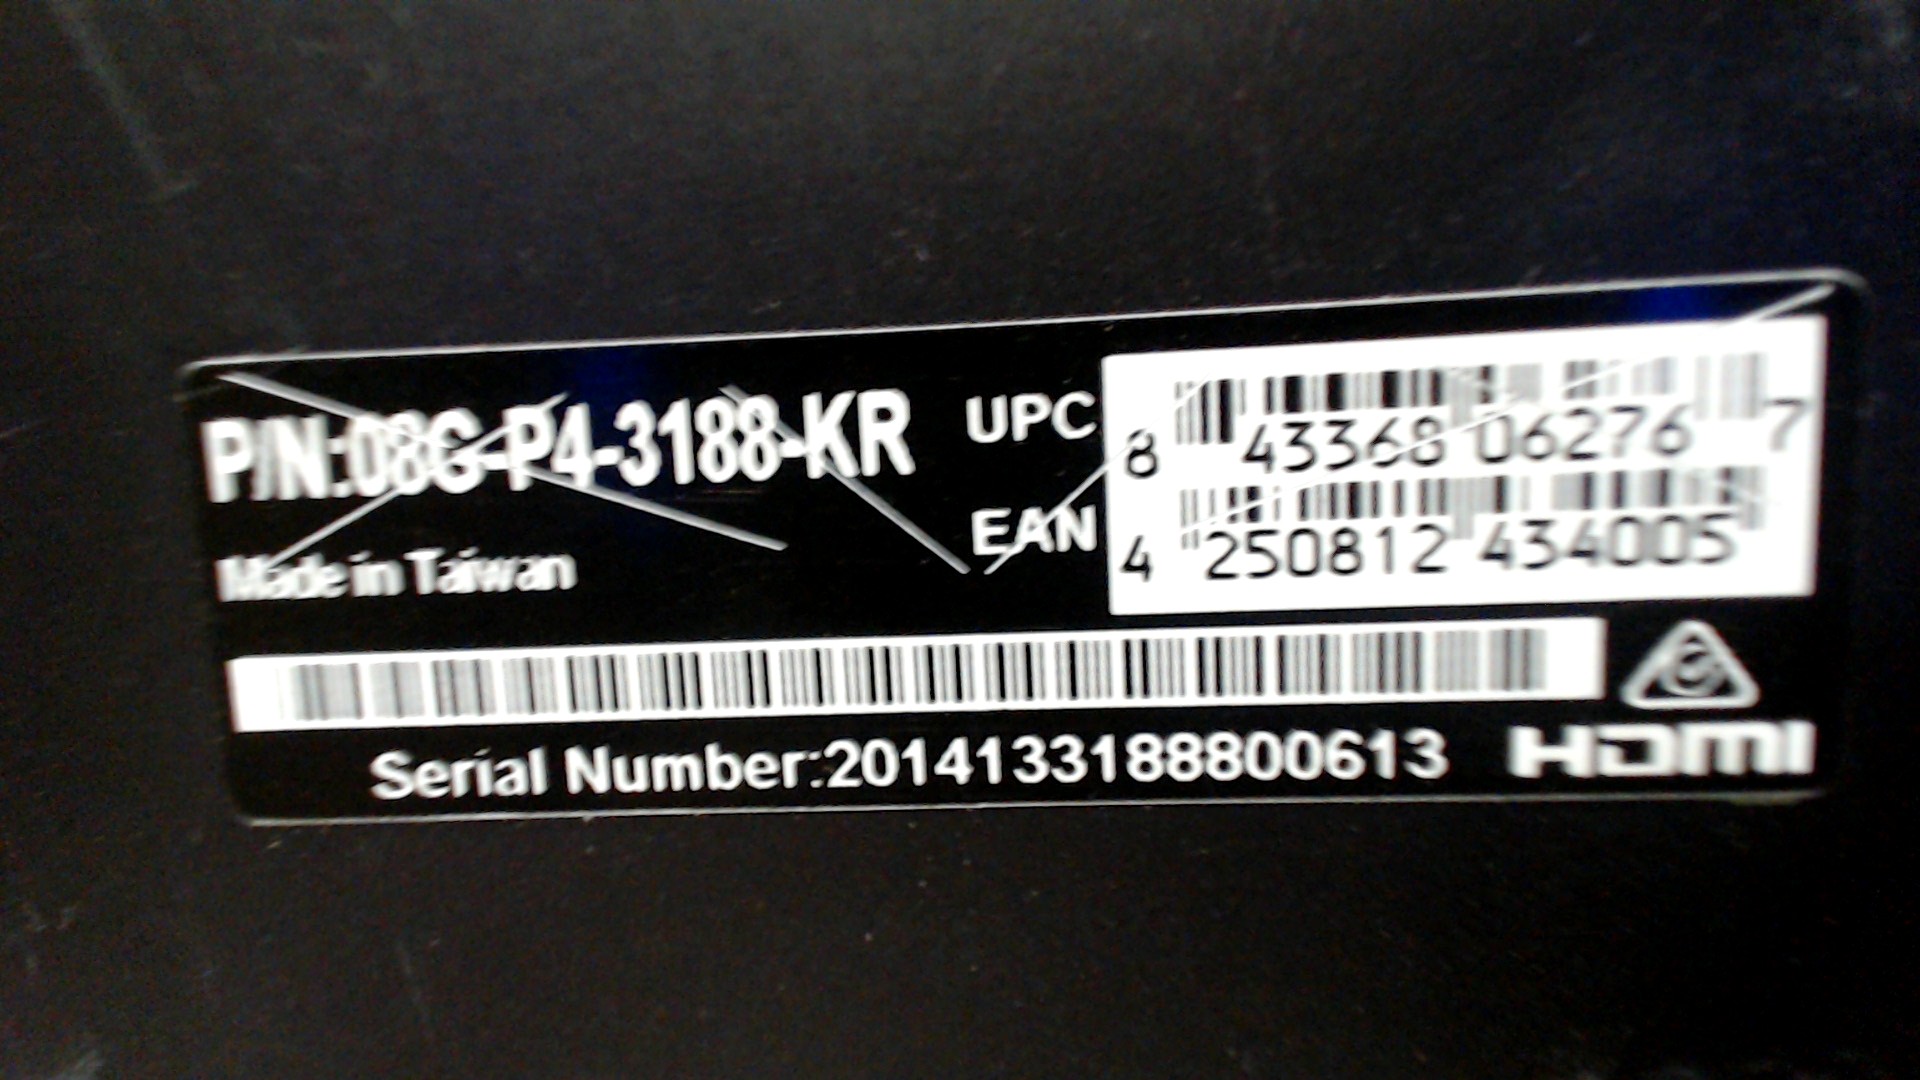 P/N:08G-P4-3188-KR
UPC 8 43368 06276 7
EAN 4 250812 434005
Made in Taiwan
Serial Number:2014133188800613
HDMI